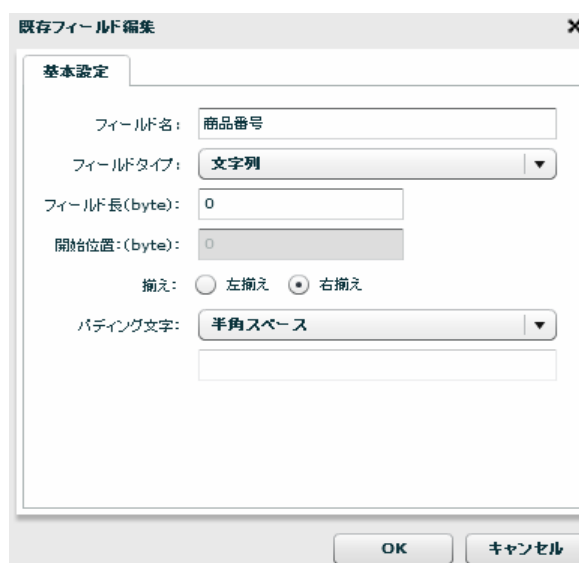 既存フィールド編集
基本設定
フィールド名: 商品番号
フィールドタイプ: 文字列
フィールド長(byte): 0
開始位置:(byte): 0
揃え: 左揃え 右揃え
パディング文字: 半角スペース
OK キャンセル